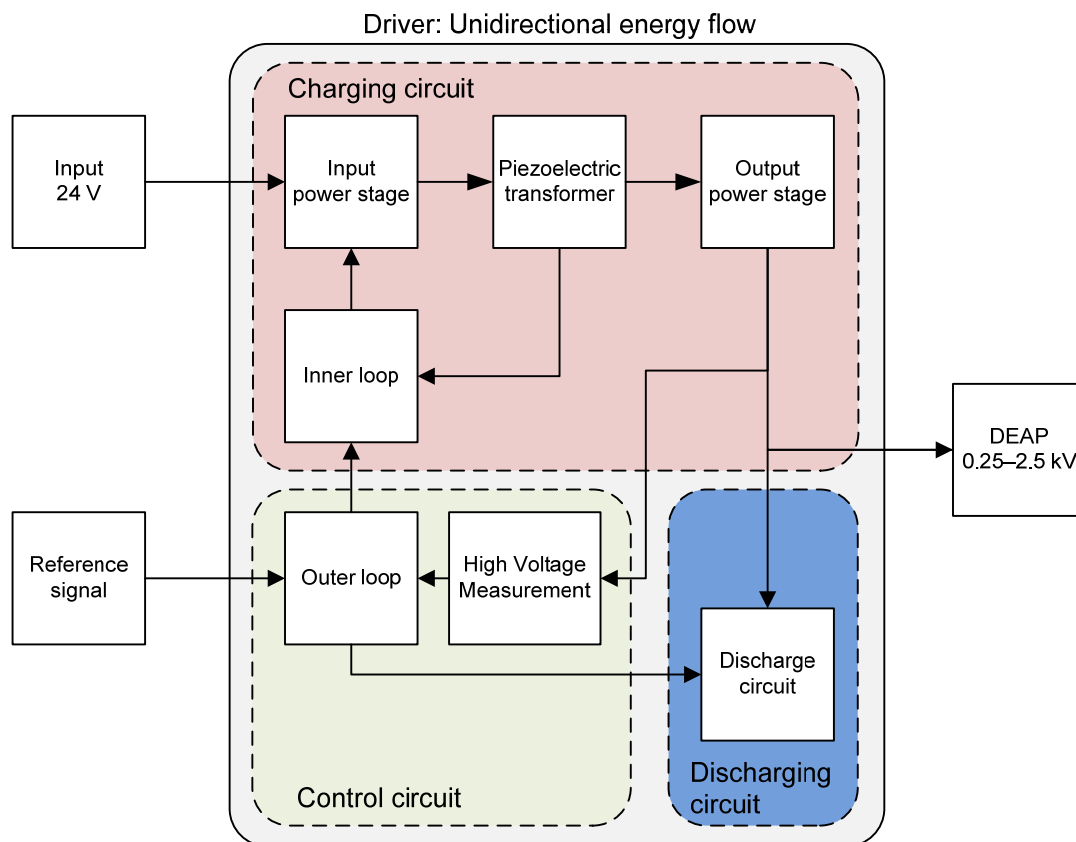 Driver: Unidirectional energy flow
Charging circuit
Input
24 V
Input
power stage
Piezoelectric
transformer
Output
power stage
Inner loop
DEAP
0.25–2.5 kV
Reference
signal
Outer loop
High Voltage
Measurement
Discharge
circuit
Control circuit
Discharging
circuit